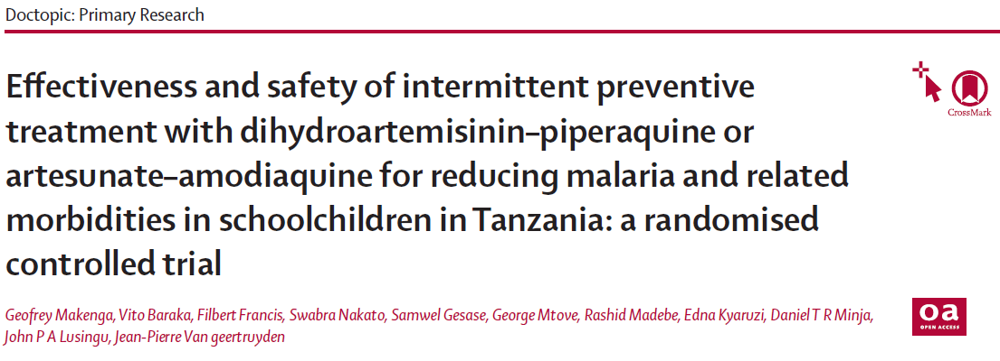 Doctopic: Primary Research
Effectiveness and safety of intermittent preventive
treatment with dihydroartemisinin–piperaquine or
artesunate–amodiaquine for reducing malaria and related
morbidities in schoolchildren in Tanzania: a randomised
controlled trial
CrossMark
Geofrey Makenga, Vito Baraka, Filbert Francis, Swabra Nakato, Samwel Gesase, George Mtove, Rashid Madebe, Edna Kyaruzi, Daniel T R Minja,
John P A Lusingu, Jean-Pierre Van geertruyden
oa
OPEN ACCESS